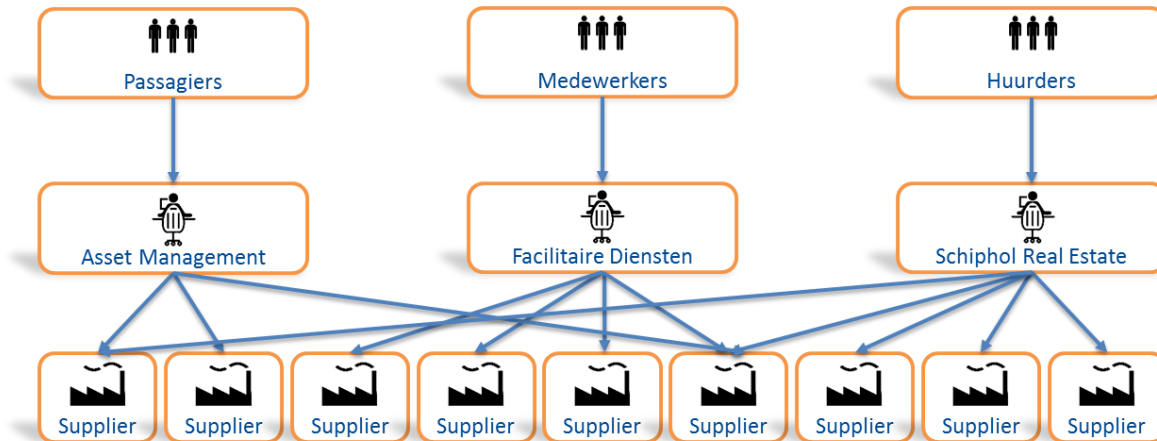 Passagiers
Medewerkers
Huurders
Asset Management
Facilitaire Diensten
Schiphol Real Estate
Supplier
Supplier
Supplier
Supplier
Supplier
Supplier
Supplier
Supplier
Supplier